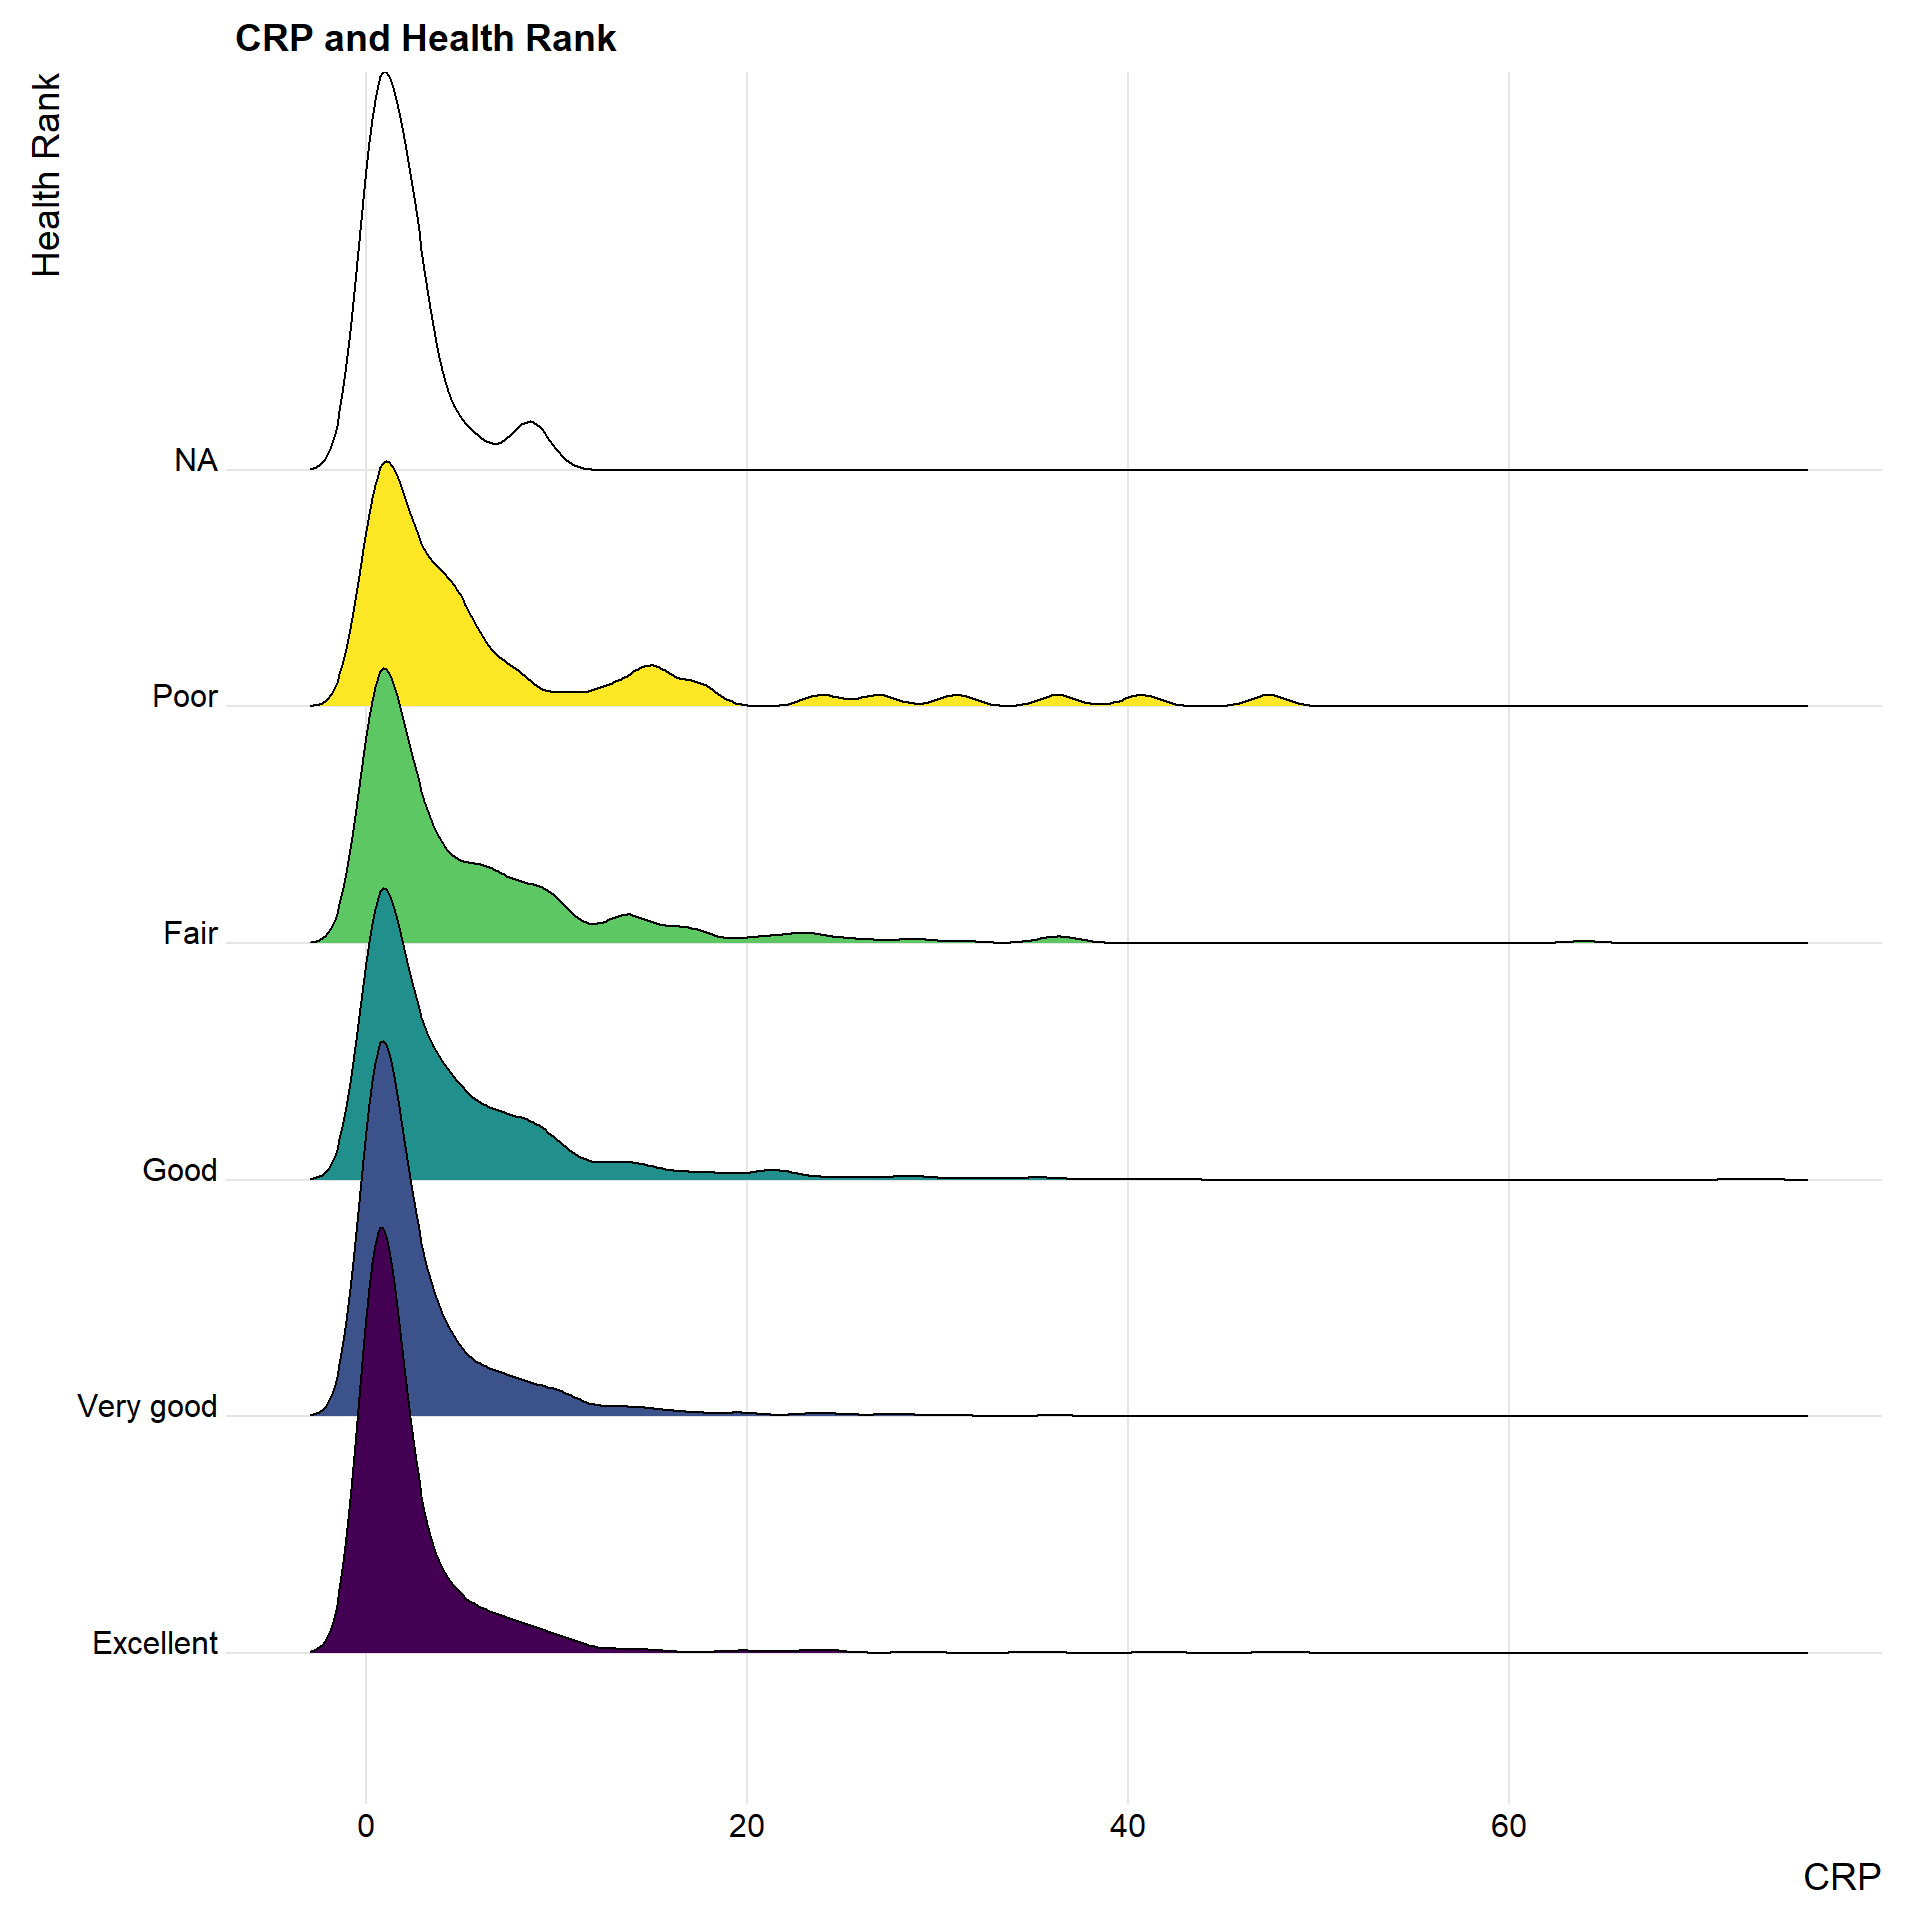 CRP and Health Rank
Health Rank
NA
Poor
Fair
Good
Very good
Excellent
0 20 40 60
CRP